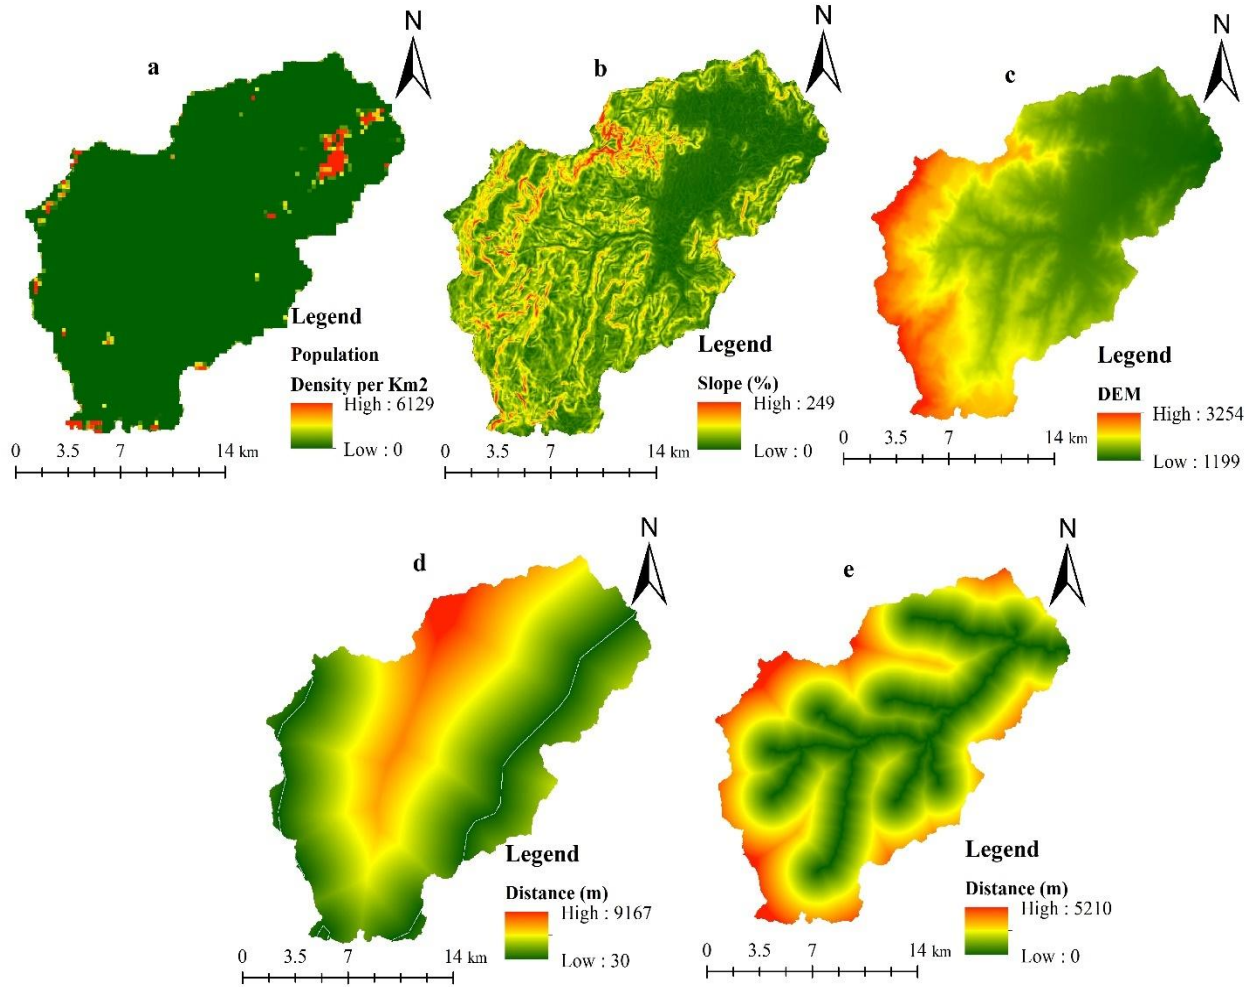 N
a
Legend
Population
Density per Km2
High : 6129
Low : 0
0 3.5 7 14 km
N
b
Legend
Slope (%)
High : 249
Low : 0
0 3.5 7 14 km
N
c
Legend
DEM
High : 3254
Low : 1199
0 3.5 7 14 km
N
d
Legend
Distance (m)
High : 9167
Low : 30
0 3.5 7 14 km
N
e
Legend
Distance (m)
High : 5210
Low : 0
0 3.5 7 14 km